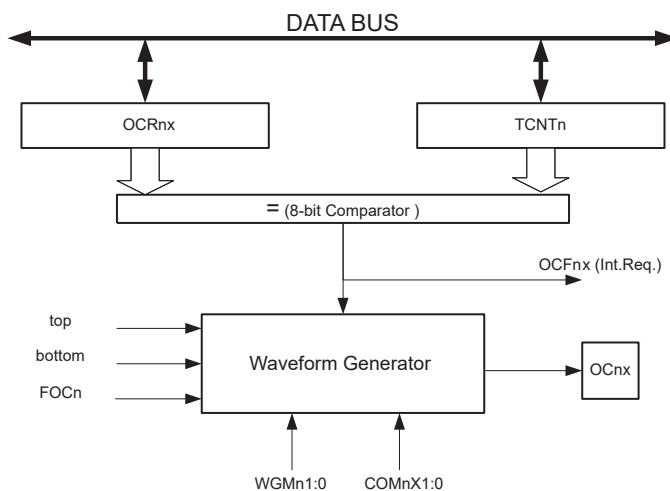 DATA BUS
OCRnx
TCNTn
= (8-bit Comparator )
OCFnx (Int.Req.)
top
bottom
FOCn
Waveform Generator
OCnx
WGMn1:0
COMnX1:0